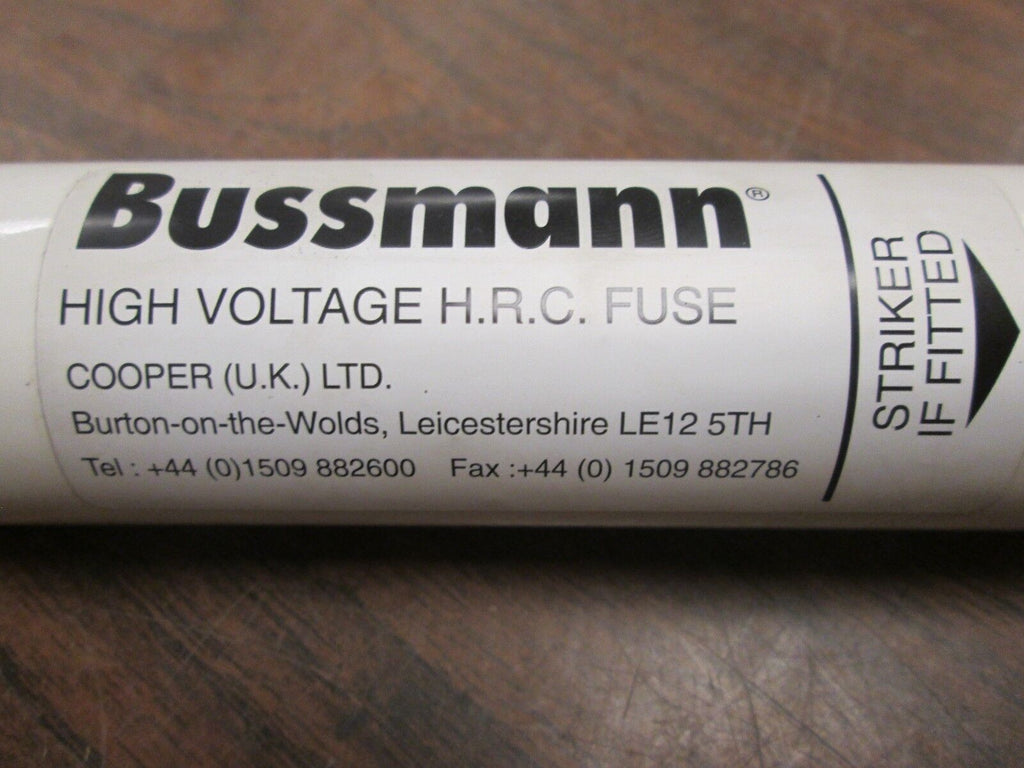 Bussmann®
HIGH VOLTAGE H.R.C. FUSE
COOPER (U.K.) LTD.
Burton-on-the-Wolds, Leicestershire LE12 5TH
Tel : +44 (0)1509 882600 Fax :+44 (0) 1509 882786
STRIKER
IF FITTED